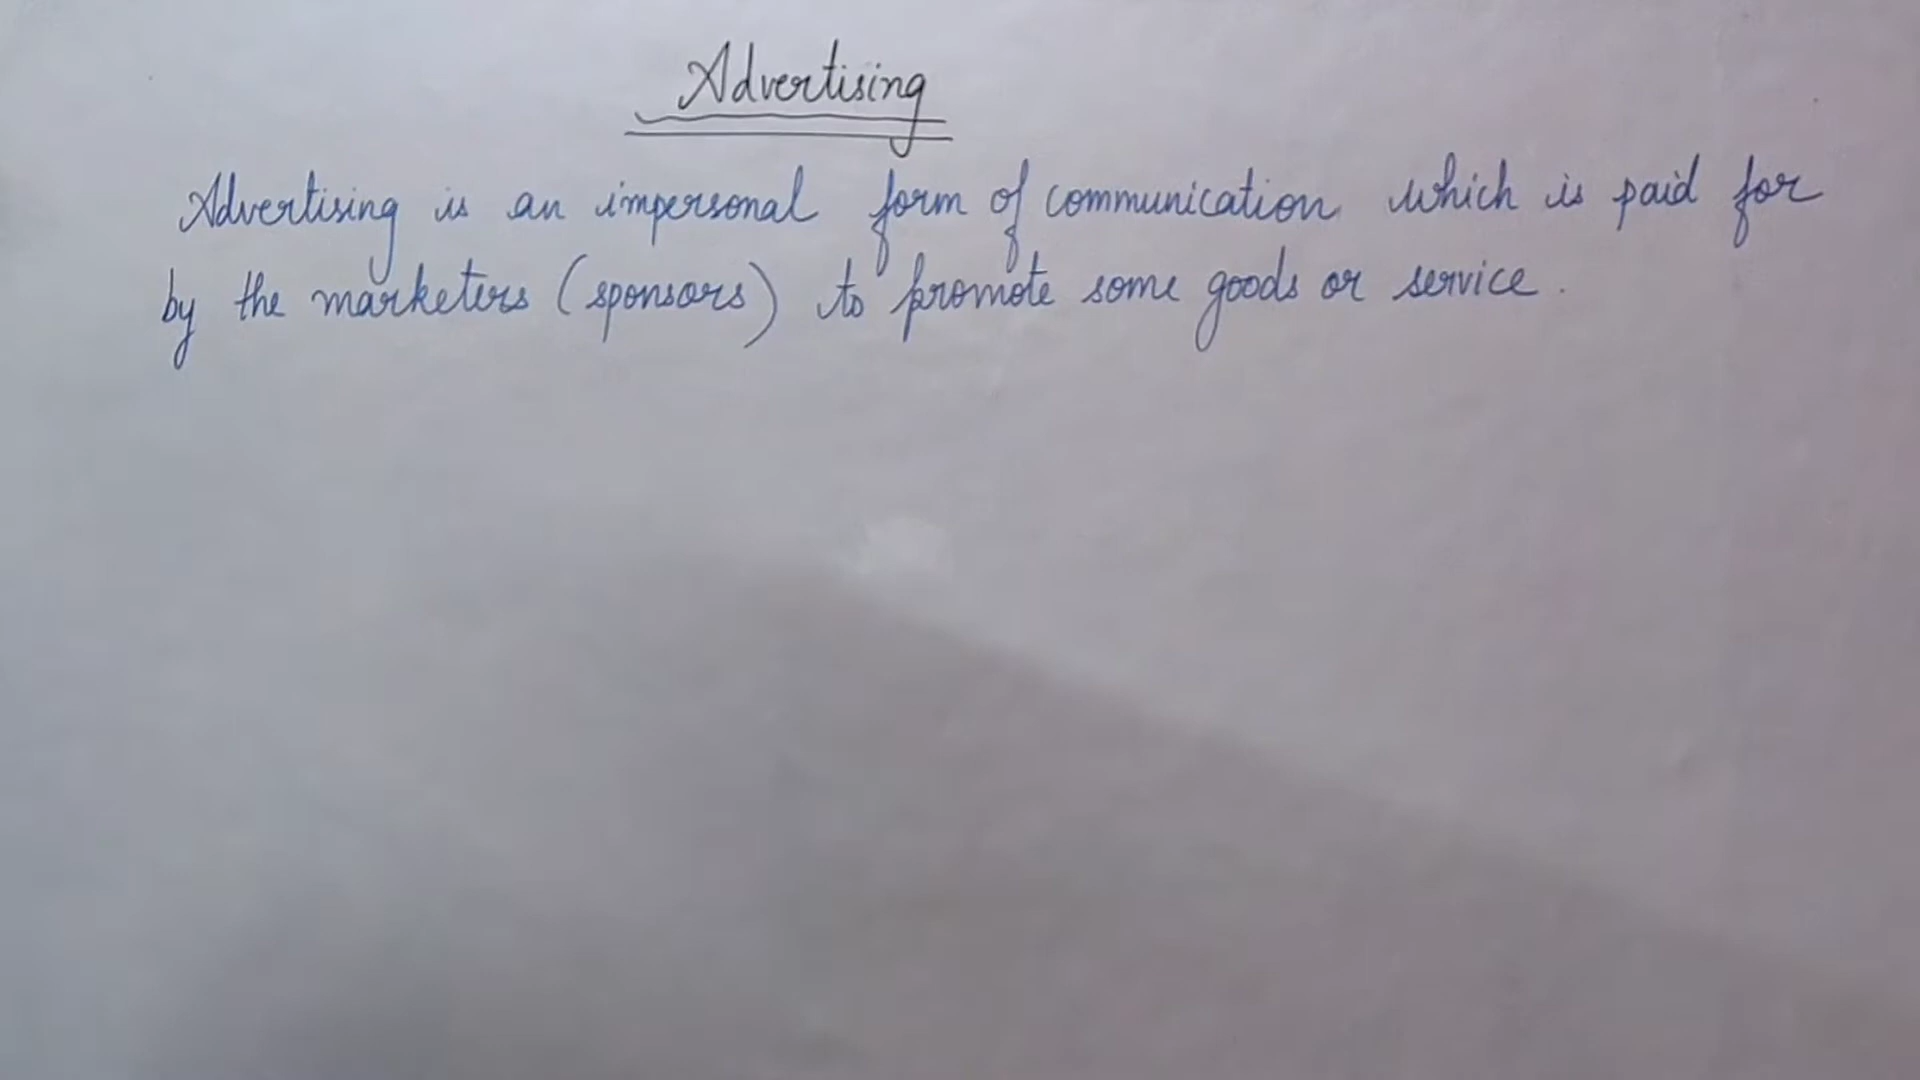 Advertising
Advertising is an impersonal form of communication which is paid for
by the marketers (sponsors) to promote some goods or service.